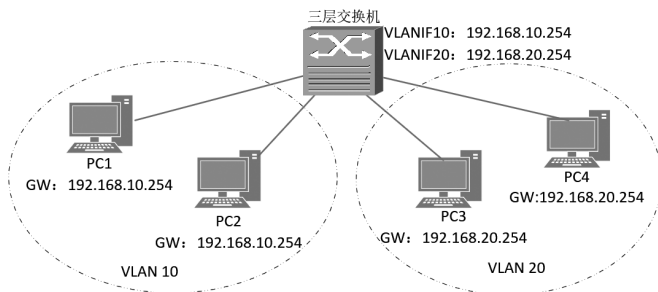 三层交换机
VLANIF10：192.168.10.254
VLANIF20：192.168.20.254
PC1
GW：192.168.10.254
PC2
GW：192.168.10.254
VLAN 10
PC3
GW：192.168.20.254
PC4
GW:192.168.20.254
VLAN 20